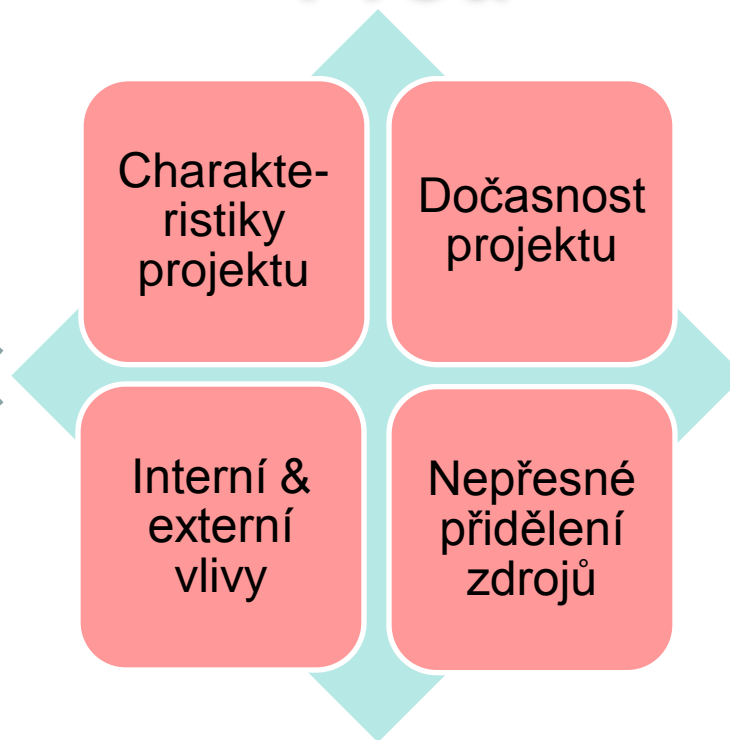 Charakte-
ristiky
projektu
Dočasnost
projektu
Interní &
externí
vlivy
Nepřesné
přidělení
zdrojů